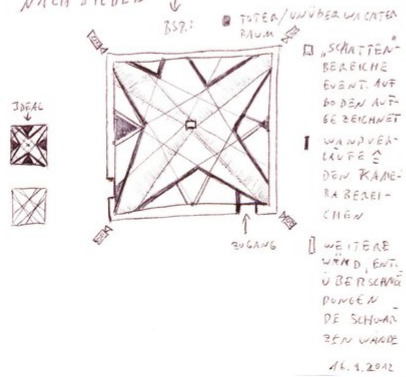 NACH
BSP.:
TOTER/UNÜBERWACHTER
RAUM
"SCHATTEN"-
BEREICHE
EVENT. AUF
BODEN AUF-
GEZEICHNET
IDEAL
WANDVER-
LÄUFE ≙
DEN KAME-
RABEREI-
CHEN
ZUGANG
WEITERE
WÄND, ENT.
ÜBERSCHNEI
DUNGEN
DE SCHWAR
ZEN WÄNDE
16.1.2012